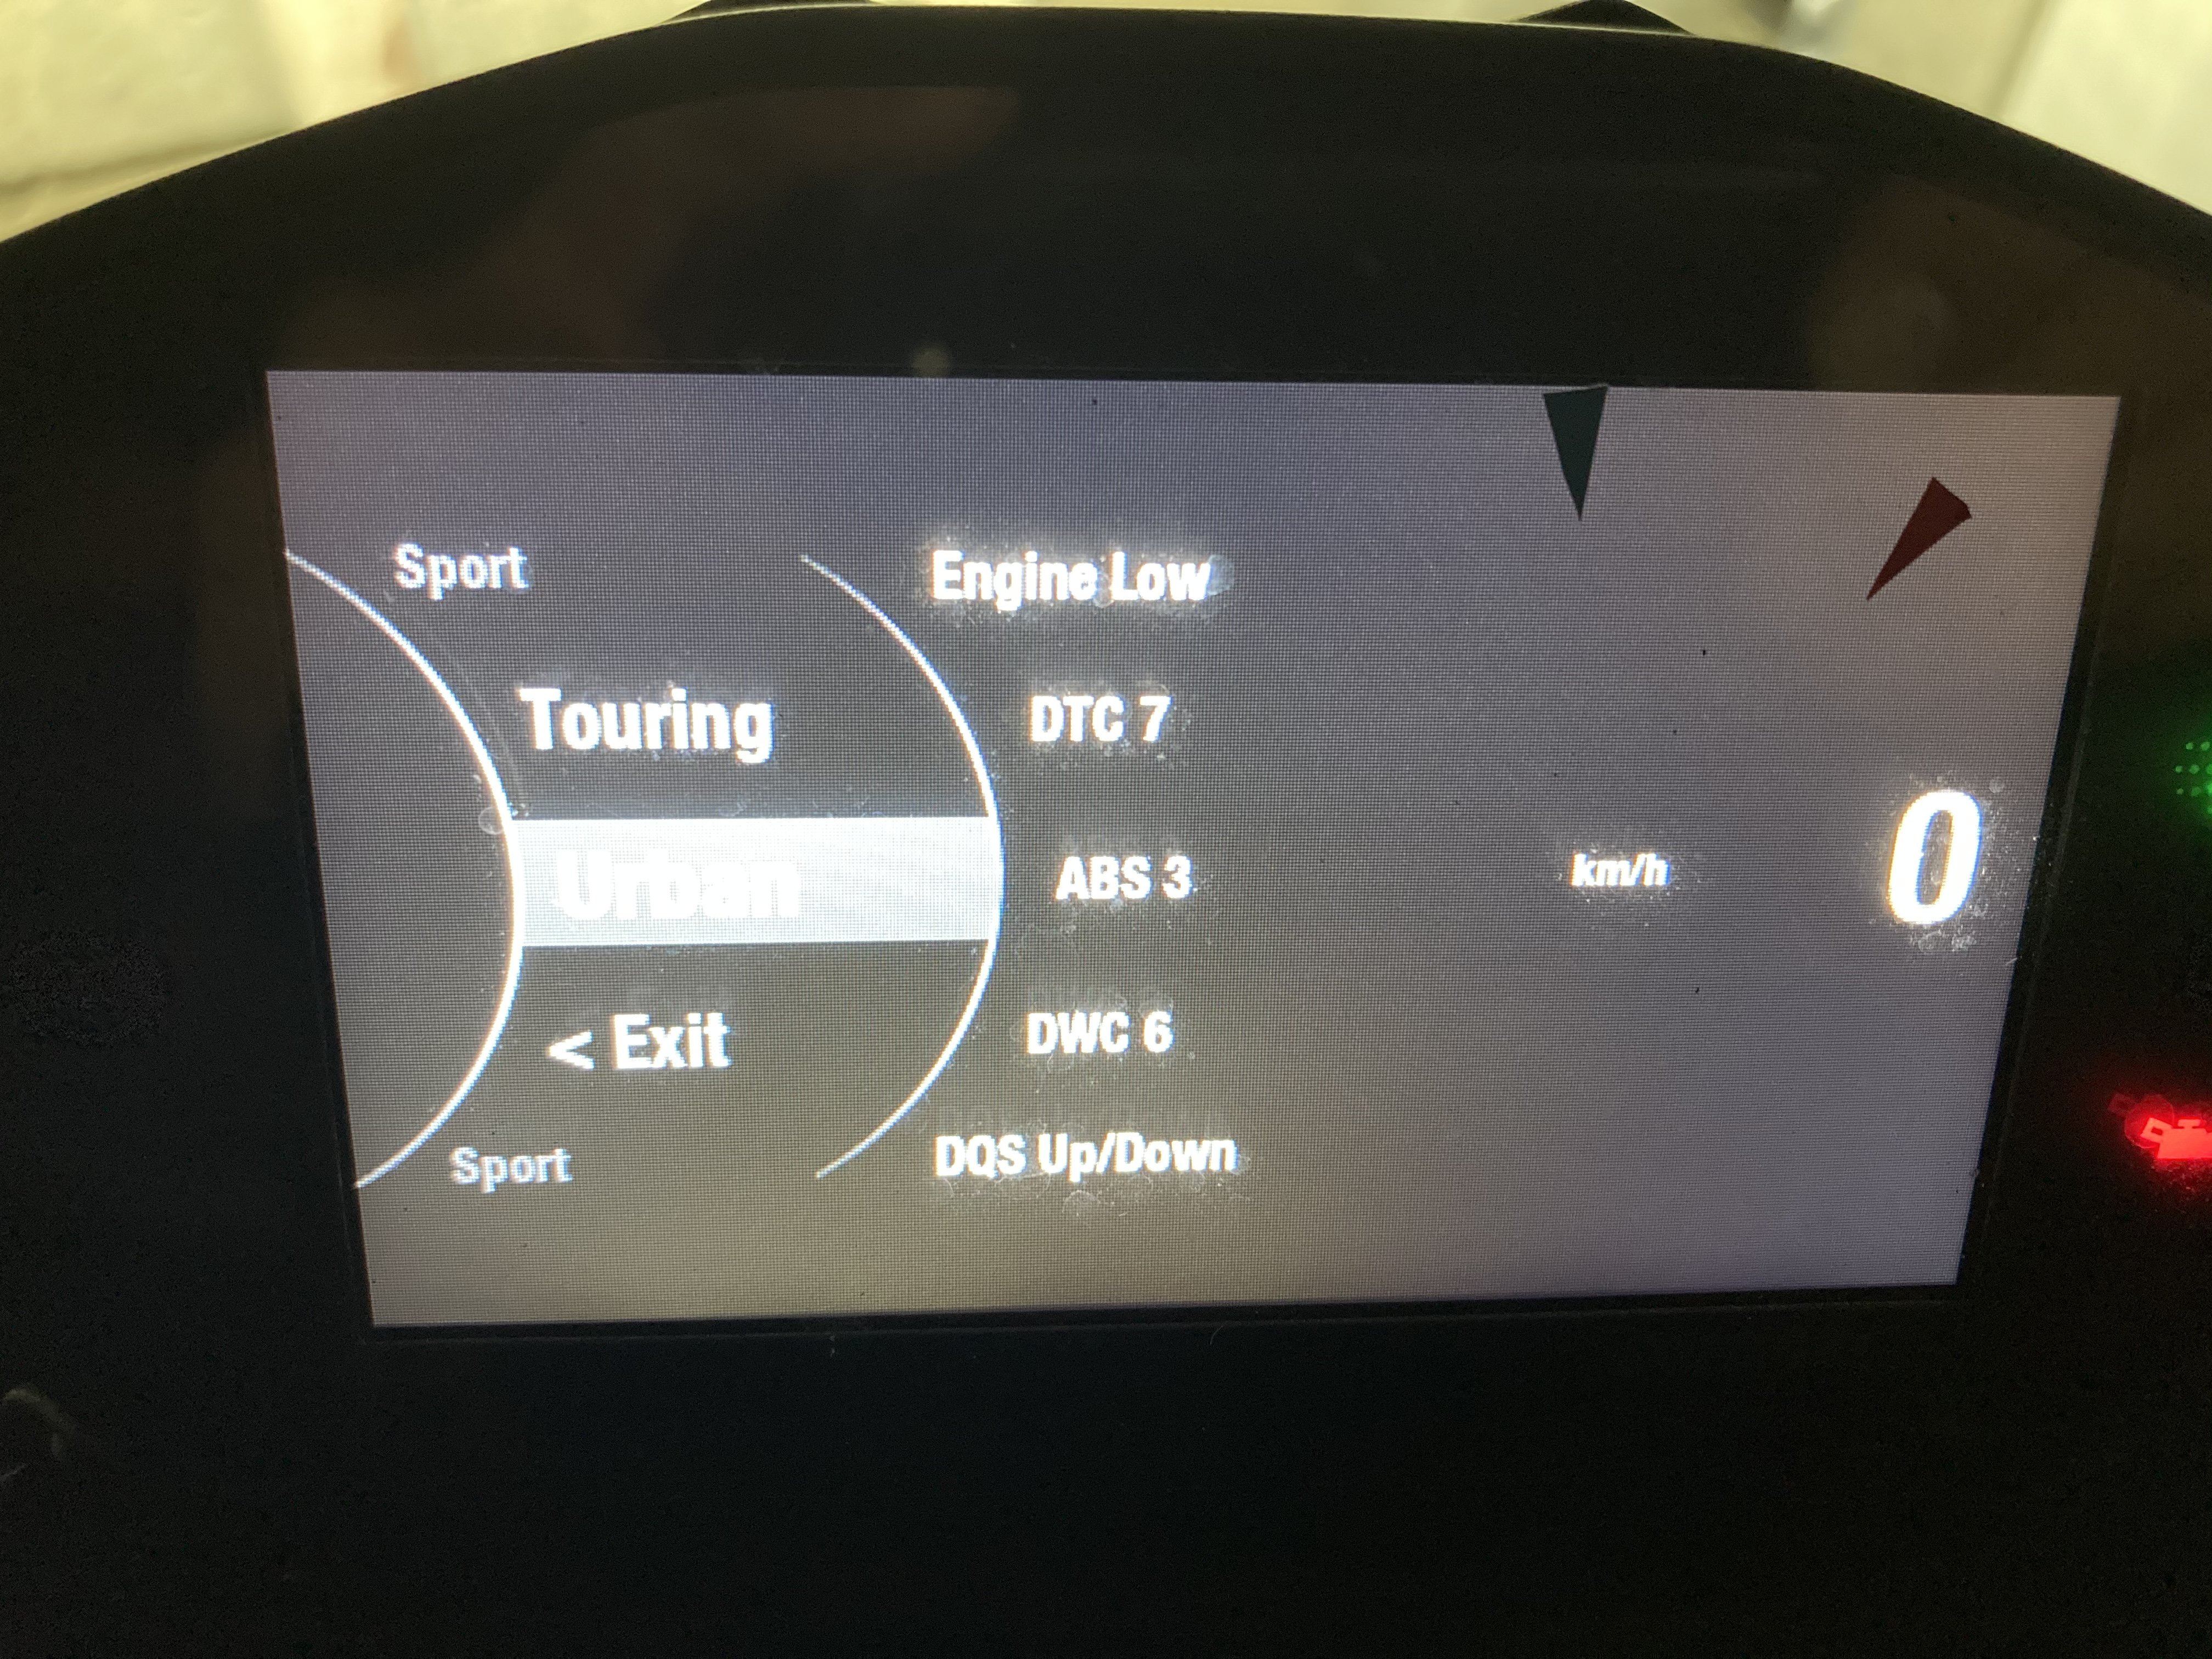 Sport
Touring
Urban
< Exit
Sport
Engine Low
DTC 7
ABS 3
DWC 6
DQS Up/Down
km/h
0